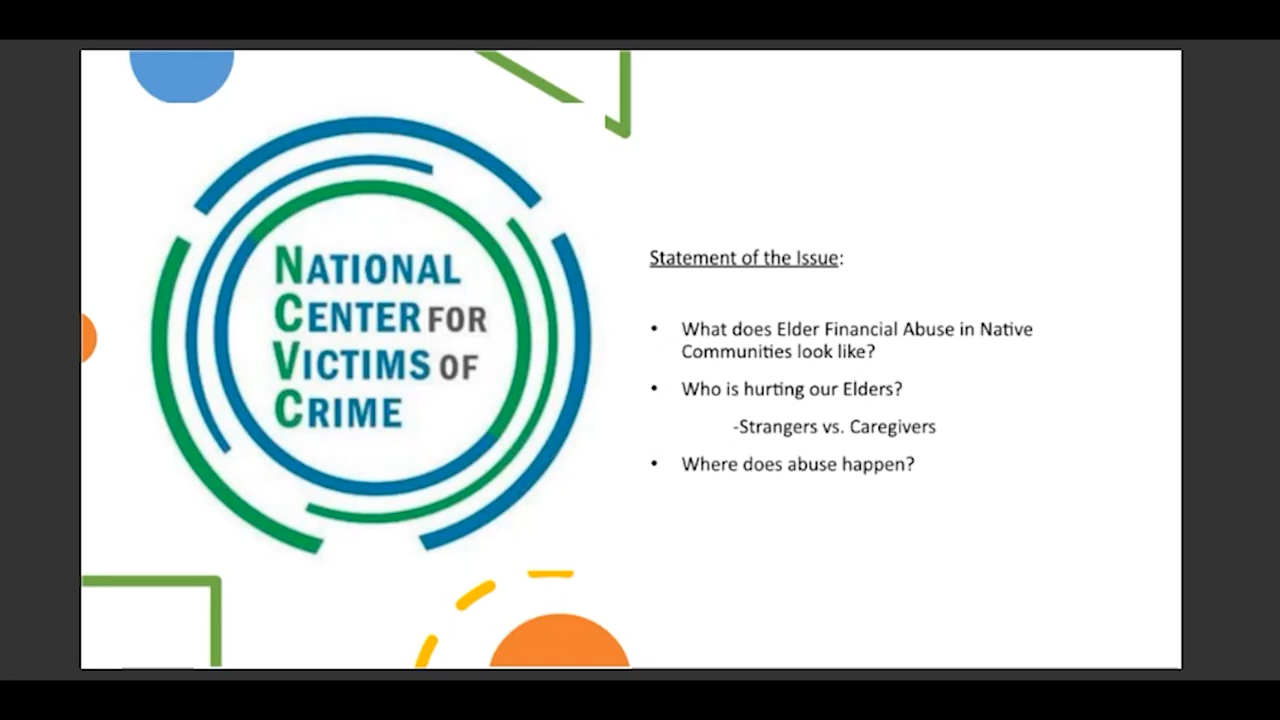 NATIONAL
CENTER FOR
VICTIMS OF
CRIME
Statement of the Issue:
• What does Elder Financial Abuse in Native
Communities look like?
• Who is hurting our Elders?
-Strangers vs. Caregivers
• Where does abuse happen?